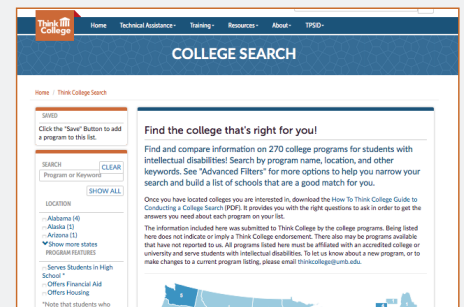 Think
College
Home Technical Assistance- Training- Resources- About- TPSID-
COLLEGE SEARCH
Home / Think College Search
SAVED
Click the "Save" Button to add
a program to this list.
SEARCH
CLEAR
Program or Keyword
SHOW ALL
LOCATION
Alabama (4)
Alaska (1)
Arizona (1)
Show more states
PROGRAM FEATURES
Serves Students in High
School *
Offers Financial Aid
Offers Housing
*Note that students who
Find the college that's right for you!
Find and compare information on 270 college programs for students with
intellectual disabilities! Search by program name, location, and other
keywords. See "Advanced Filters" for more options to help you narrow your
search and build a list of schools that are a good match for you.
Once you have located colleges you are interested in, download the How To Think College Guide to
Conducting a College Search (PDF). It provides you with the right questions to ask in order to get the
answers you need about each program on your list.
The information included here was submitted to Think College by the college programs. Being listed
here does not indicate or imply a Think College endorsement. There also may be programs available
that have not reported to us. All programs listed here must be affiliated with an accredited college or
university and serve students with intellectual disabilities. To let us know about a new program, or to
make changes to a current program listing, please email thinkcollege@umb.edu.